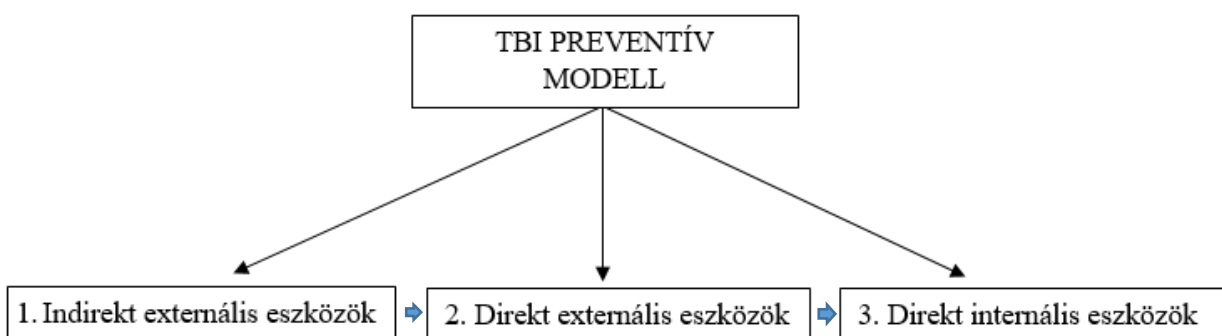 TBI PREVENTÍV
MODELL
1. Indirekt externális eszközök
2. Direkt externális eszközök
3. Direkt internális eszközök